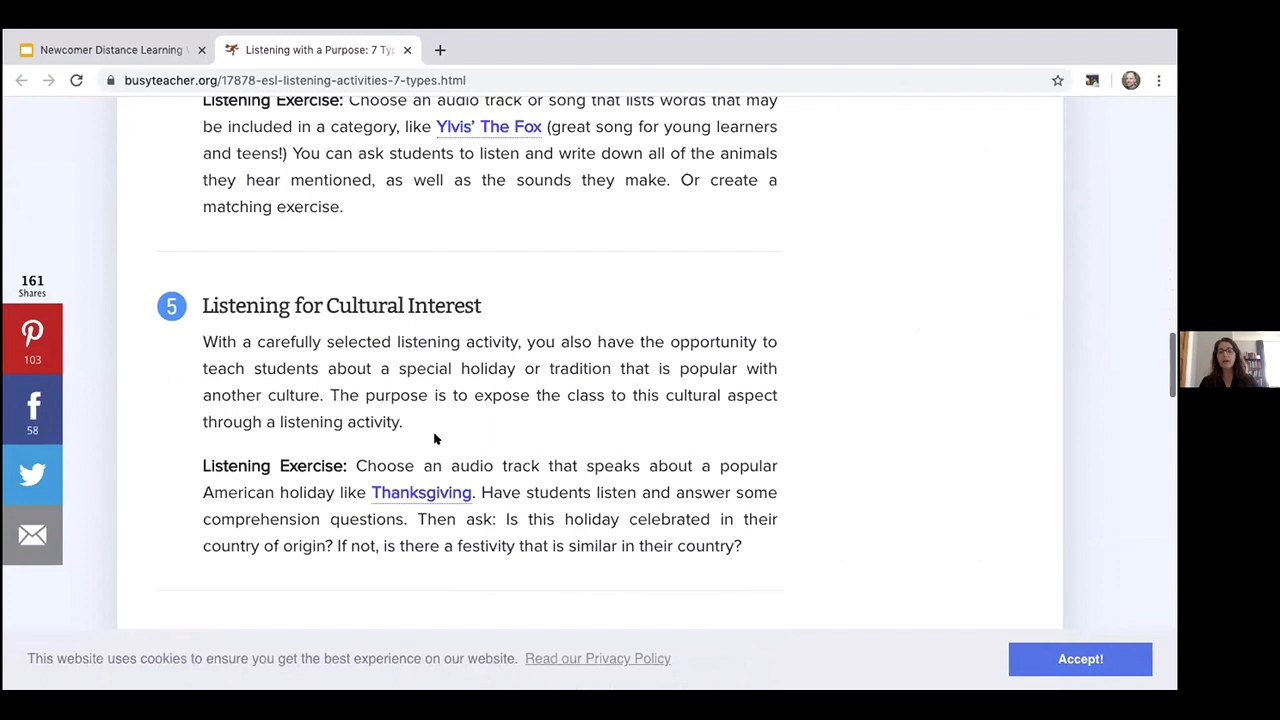 Newcomer Distance Learning
Listening with a Purpose: 7 Ty
busyteacher.org/17878-esl-listening-activities-7-types.html
Listening Exercise: Choose an audio track or song that lists words that may
be included in a category, like Ylvis' The Fox (great song for young learners
and teens!) You can ask students to listen and write down all of the animals
they hear mentioned, as well as the sounds they make. Or create a
matching exercise.
161
Shares
103
58
5 Listening for Cultural Interest
With a carefully selected listening activity, you also have the opportunity to
teach students about a special holiday or tradition that is popular with
another culture. The purpose is to expose the class to this cultural aspect
through a listening activity.
Listening Exercise: Choose an audio track that speaks about a popular
American holiday like Thanksgiving. Have students listen and answer some
comprehension questions. Then ask: Is this holiday celebrated in their
country of origin? If not, is there a festivity that is similar in their country?
This website uses cookies to ensure you get the best experience on our website. Read our Privacy Policy
Accept!